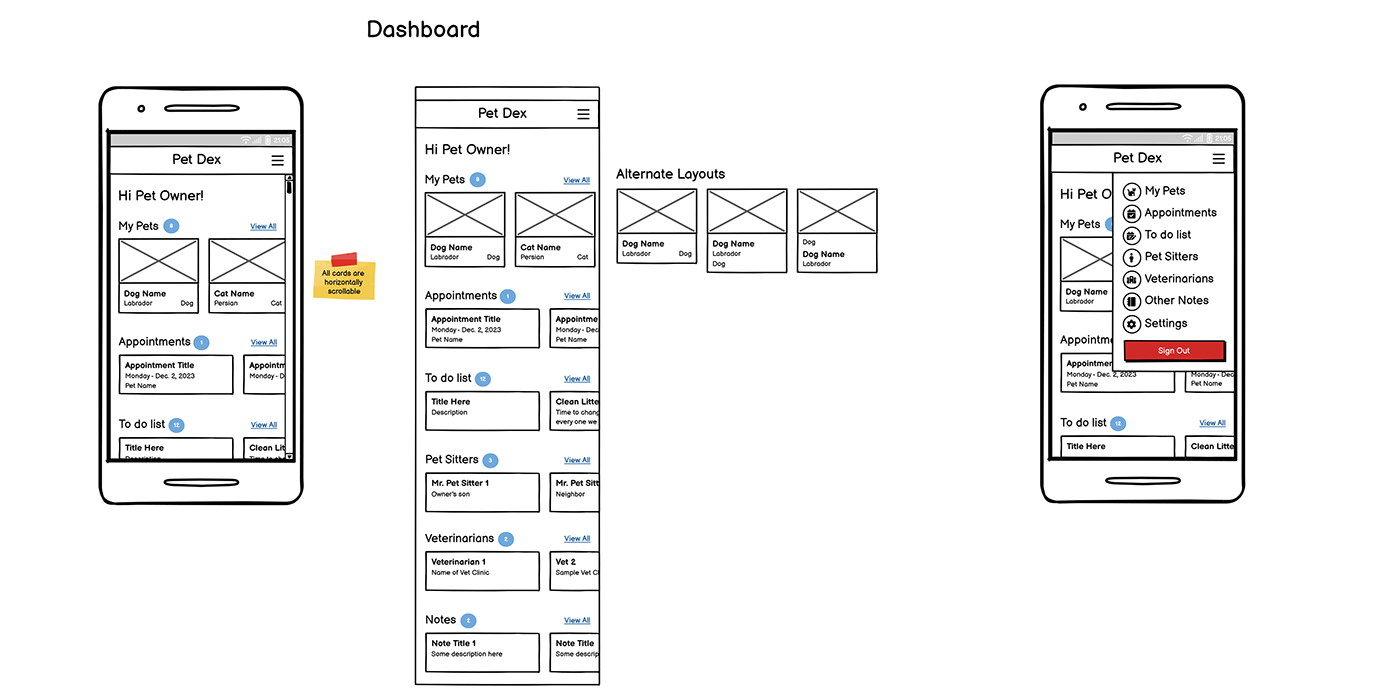 Dashboard
21:05
Pet Dex
Hi Pet Owner!
My Pets 8 View All
Dog Name
Labrador Dog
Cat Name
Persian Cat
Appointments 1 View All
Appointment Title
Monday - Dec. 2, 2023
Pet Name
Appointm
Monday - D
To do list 12 View All
Title Here
Description
Clean Lit
Time to ch
All cards are
horizontally
scrollable
Pet Dex
Hi Pet Owner!
My Pets 8 View All
Dog Name
Labrador Dog
Cat Name
Persian Cat
Appointments 1 View All
Appointment Title
Monday - Dec. 2, 2023
Pet Name
Appointme
Monday - Dec
Pet Name
To do list 12 View All
Title Here
Description
Clean Litte
Time to chang
every one we
Pet Sitters 3 View All
Mr. Pet Sitter 1
Owner's son
Mr. Pet Sitt
Neighbor
Veterinarians 2 View All
Veterinarian 1
Name of Vet Clinic
Vet 2
Sample Vet Cl
Notes 2 View All
Note Title 1
Some description here
Note Title
Some descrip
Alternate Layouts
Dog Name
Labrador Dog
Dog Name
Labrador
Dog
Dog
Dog Name
Labrador
21:05
Pet Dex
Hi Pet O
My Pets
Dog Name
Labrador
Appointm
Appointmen
Monday - Dec. 2, 2023
Pet Name
Monday - Dec
Pet Name
To do list 12 View All
Title Here
Clean Litte
My Pets
Appointments
To do list
Pet Sitters
Veterinarians
Other Notes
Settings
Sign Out